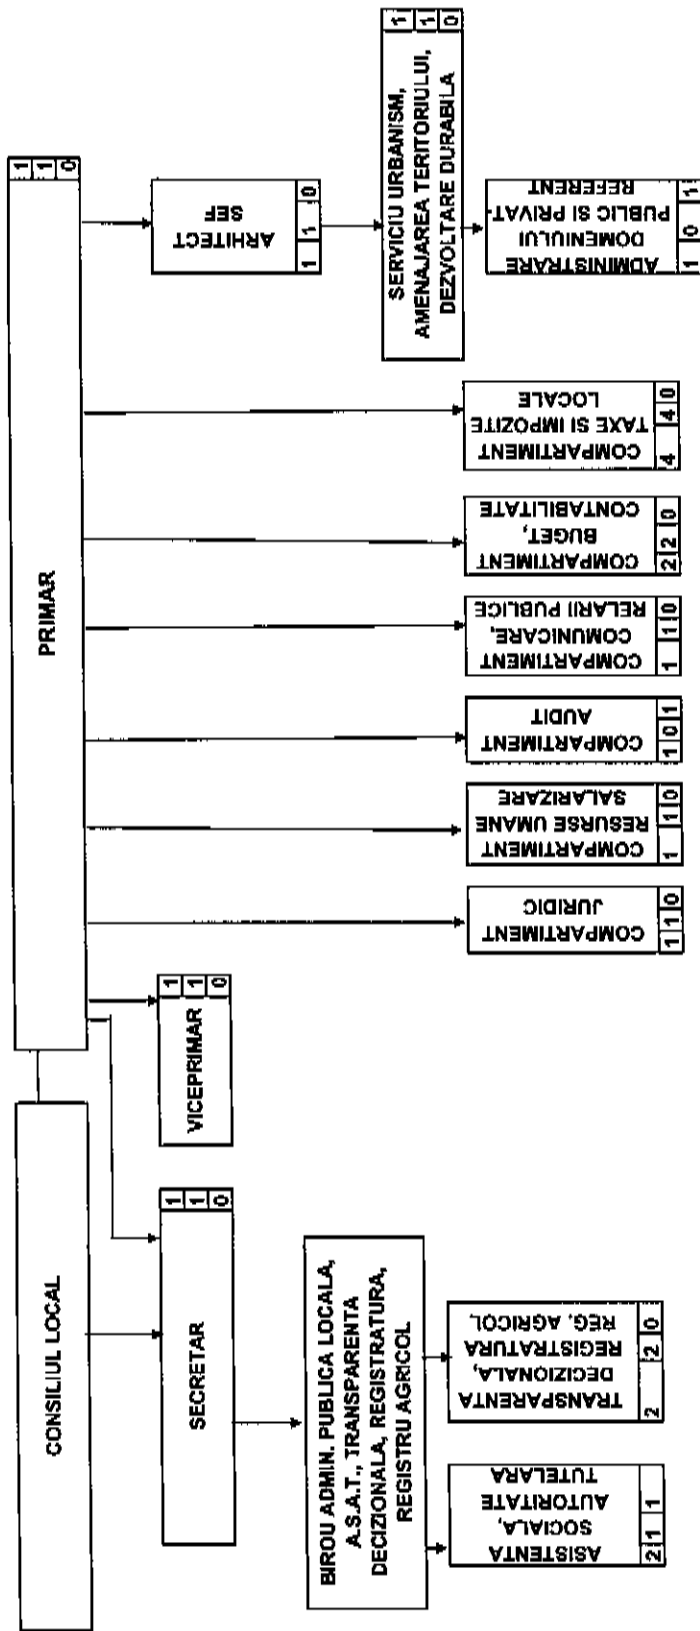 CONSILIUL LOCAL
PRIMAR
1
1
0
SECRETAR
1
1
0
VICEPRIMAR
1
1
0
ARHITECT
SEF
1 1 0
BIROU ADMIN. PUBLICA LOCALA,
A.S.A.T., TRANSPARENTA
DECIZIONALA, REGISTRATURA,
REGISTRU AGRICOL
SERVICIU URBANISM,
AMENAJAREA TERITORIULUI,
DEZVOLTARE DURABILA
1
1
0
ASISTENTA
SOCIALA,
AUTORITATE
TUTELARA
2 1 1
TRANSPARENTA
DECIZIONALA,
REGISTRATURA
REG. AGRICOL
2 2 0
COMPARTIMENT
JURIDIC
1 1 0
COMPARTIMENT
RESURSE UMANE
SALARIZARE
1 1 0
COMPARTIMENT
AUDIT
1 0 1
COMPARTIMENT
COMUNICARE,
RELARII PUBLICE
1 1 0
COMPARTIMENT
BUGET,
CONTABILITATE
2 2 0
COMPARTIMENT
TAXE SI IMPOZITE
LOCALE
4 4 0
ADMINISTRARE
DOMENIULUI
PUBLIC SI PRIVAT-
REFERENT
1 0 1